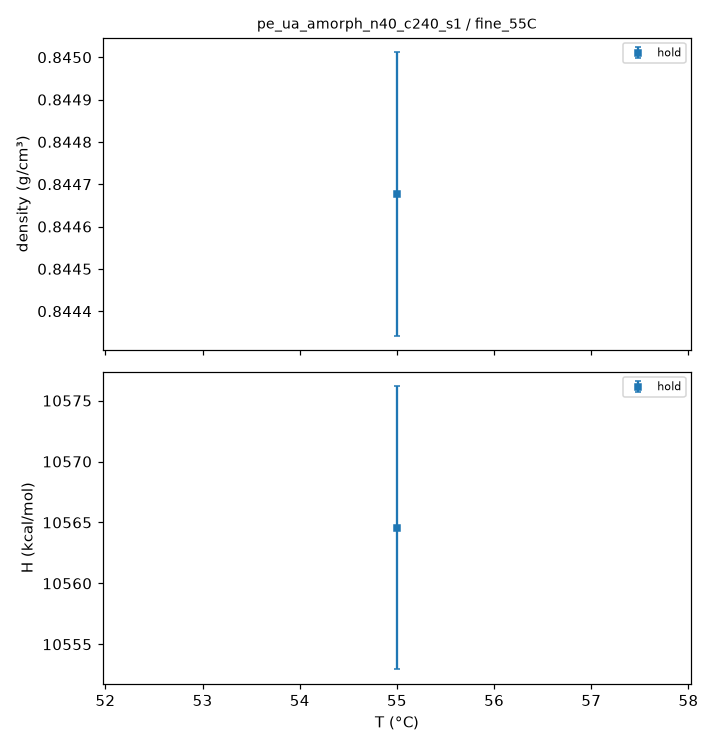 pe_ua_amorph_n40_c240_s1 / fine_55C
hold
0.8450
0.8449
0.8448
0.8447
0.8446
0.8445
0.8444
density (g/cm³)
hold
10575
10570
10565
10560
10555
H (kcal/mol)
52 53 54 55 56 57 58
T (°C)